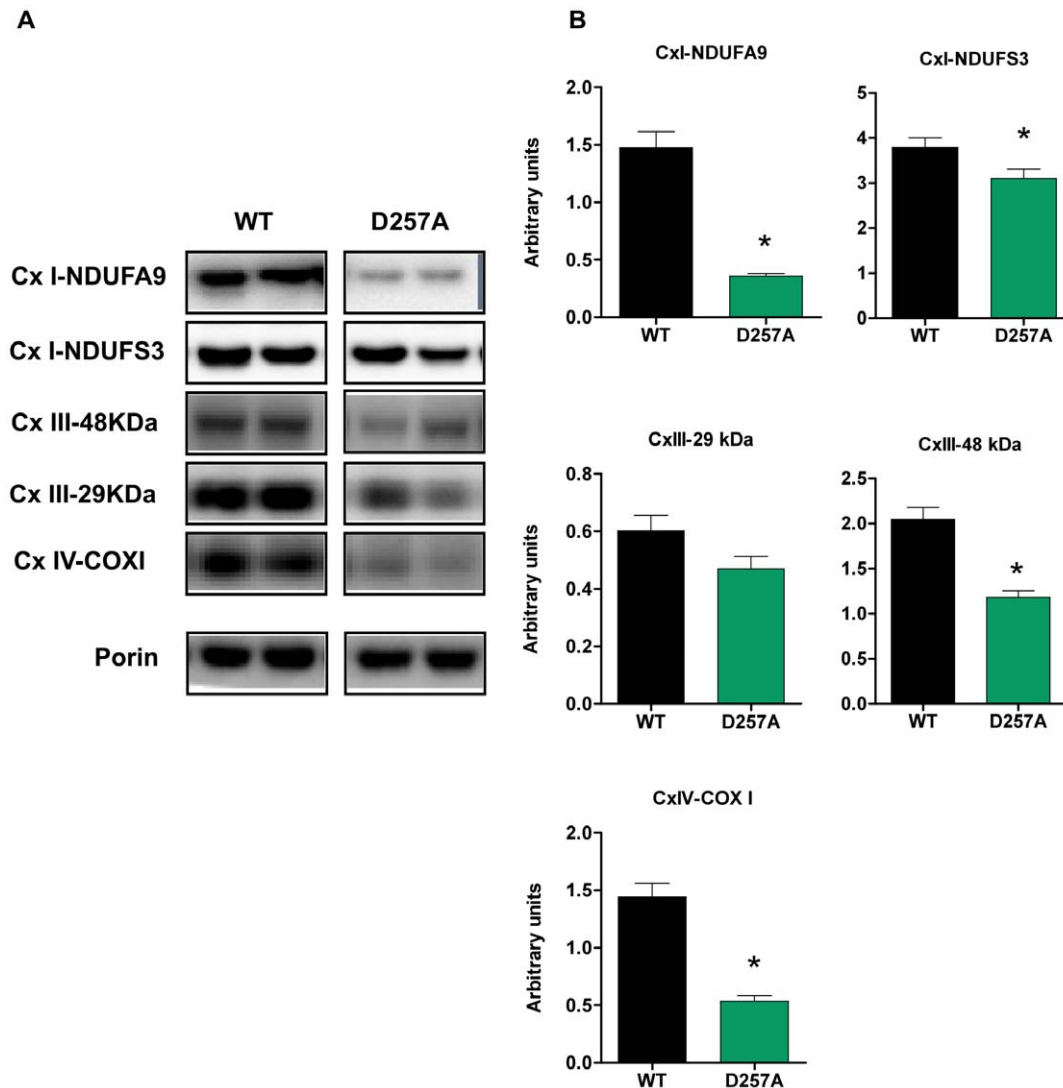 A
WT D257A
Cx I-NDUFA9
Cx I-NDUFS3
Cx III-48KDa
Cx III-29KDa
Cx IV-COXI
Porin
B
CxI-NDUFA9
Arbitrary units
2.0
1.5
1.0
0.5
0.0
*
WT D257A
CxI-NDUFS3
5
4
3
2
1
0
*
WT D257A
CxIII-29 kDa
Arbitrary units
0.8
0.6
0.4
0.2
0.0
WT D257A
CxIII-48 kDa
2.5
2.0
1.5
1.0
0.5
0.0
*
WT D257A
CxIV-COX I
Arbitrary units
2.0
1.5
1.0
0.5
0.0
*
WT D257A